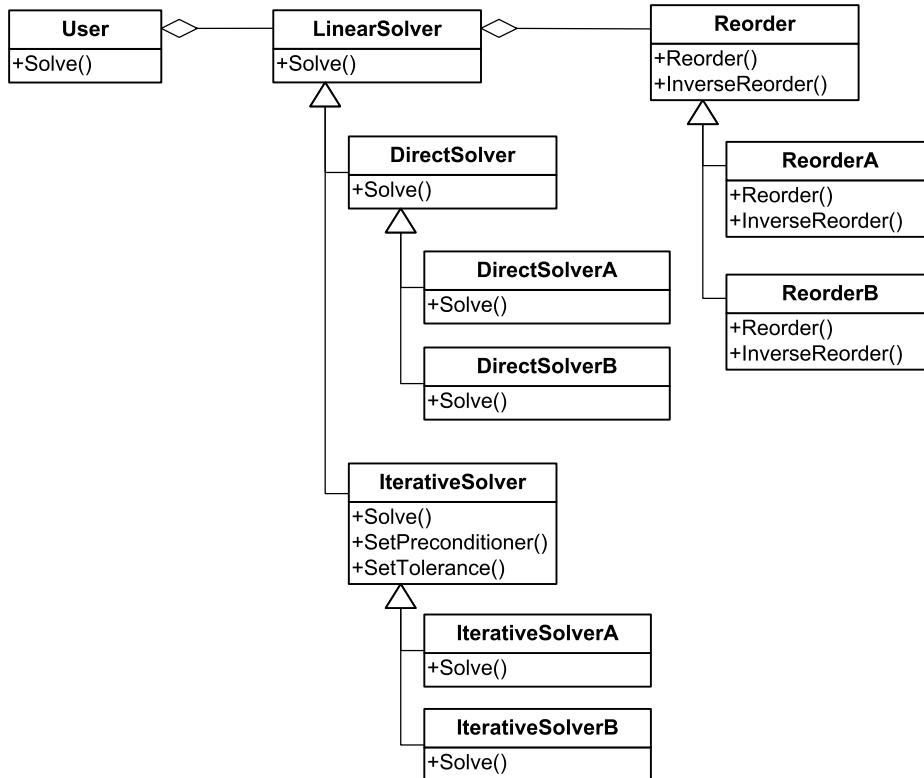 User
+Solve()
LinearSolver
+Solve()
Reorder
+Reorder()
+InverseReorder()
DirectSolver
+Solve()
ReorderA
+Reorder()
+InverseReorder()
DirectSolverA
+Solve()
ReorderB
+Reorder()
+InverseReorder()
DirectSolverB
+Solve()
IterativeSolver
+Solve()
+SetPreconditioner()
+SetTolerance()
IterativeSolverA
+Solve()
IterativeSolverB
+Solve()